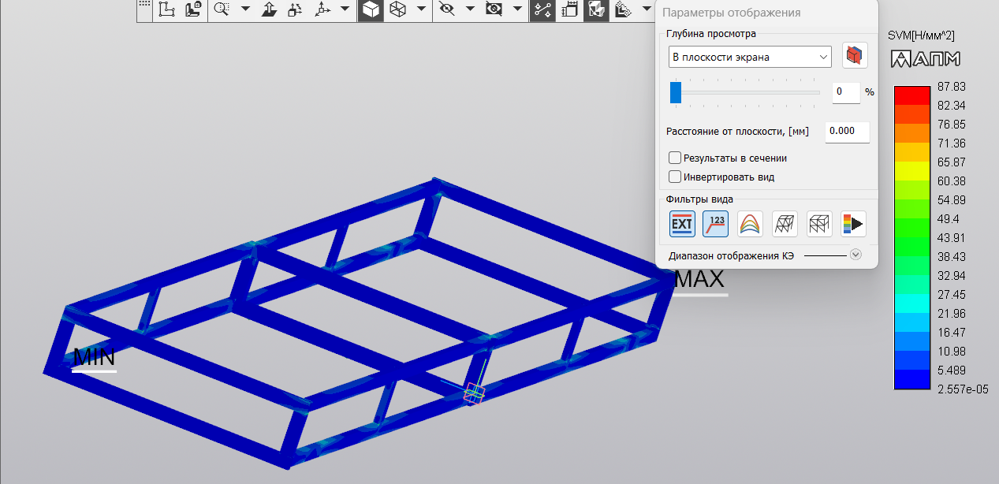 Параметры отображения
Глубина просмотра
В плоскости экрана
0 %
Расстояние от плоскости, [мм] 0.000
Результаты в сечении
Инвертировать вид
Фильтры вида
EXT 123
Диапазон отображения КЭ
SVM[Н/мм^2]
АПМ
87.83
82.34
76.85
71.36
65.87
60.38
54.89
49.4
43.91
38.43
32.94
27.45
21.96
16.47
10.98
5.489
2.557e-05
MAX
MIN